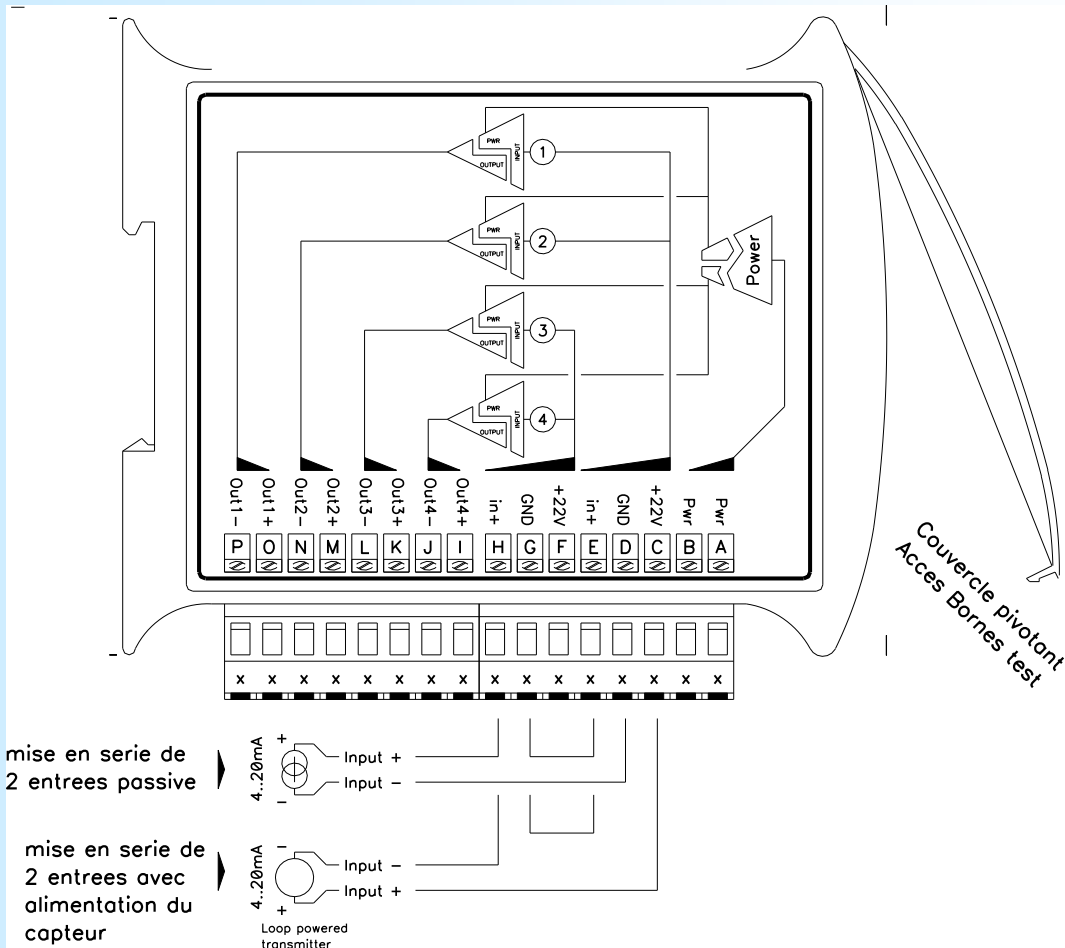 PWR
OUTPUT
INPUT
1
PWR
OUTPUT
INPUT
2
PWR
OUTPUT
INPUT
3
PWR
OUTPUT
INPUT
4
Power
Out1-
Out1+
Out2-
Out2+
Out3-
Out3+
Out4-
Out4+
in+
GND
+22V
in+
GND
+22V
Pwr
Pwr
P O N M L K J I H G F E D C B A
x x x x x x x x x x x x x x x x
Couvercle pivotant
Acces Bornes test
mise en serie de
2 entrees passive
4..20mA
+
-
Input +
Input -
mise en serie de
2 entrees avec
alimentation du
capteur
4..20mA
-
+
Input -
Input +
Loop powered
transmitter